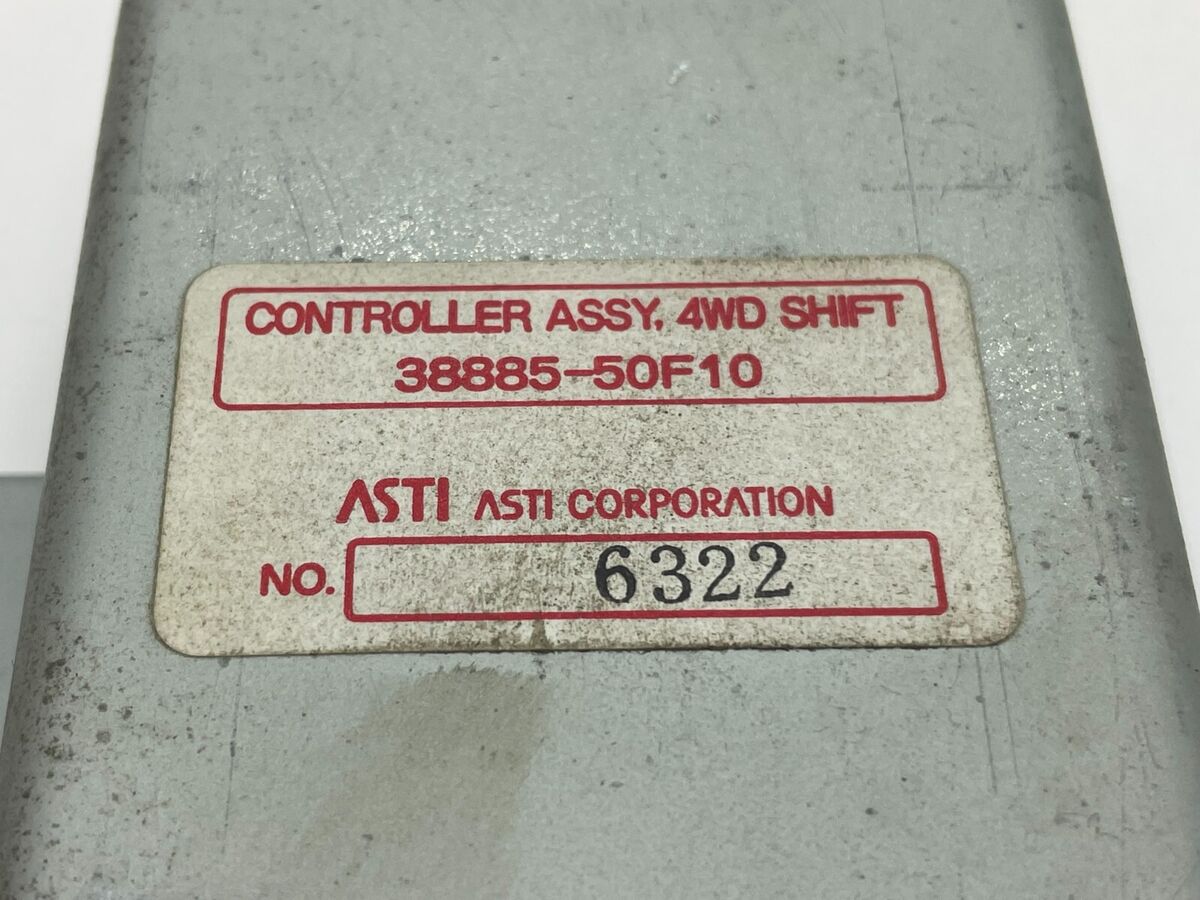 CONTROLLER ASSY, 4WD SHIFT
38885-50F10
ASTI ASTI CORPORATION
NO. 6322